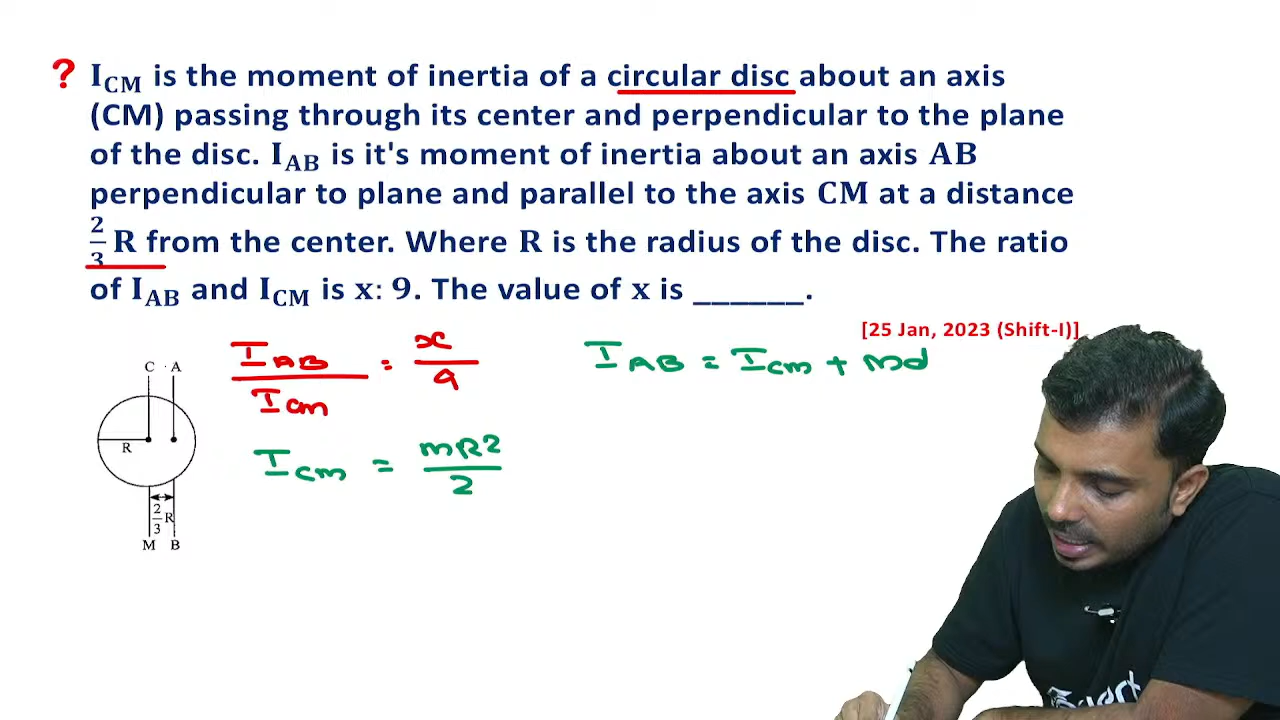 ? I_CM is the moment of inertia of a circular disc about an axis
(CM) passing through its center and perpendicular to the plane
of the disc. I_AB is it's moment of inertia about an axis AB
perpendicular to plane and parallel to the axis CM at a distance
2/3 R from the center. Where R is the radius of the disc. The ratio
of I_AB and I_CM is x: 9. The value of x is ______.
[25 Jan, 2023 (Shift-I)]
I_AB / I_cm = x / 9
I_AB = I_cm + md
I_cm = mR2 / 2
C A
R
2/3 R
M B